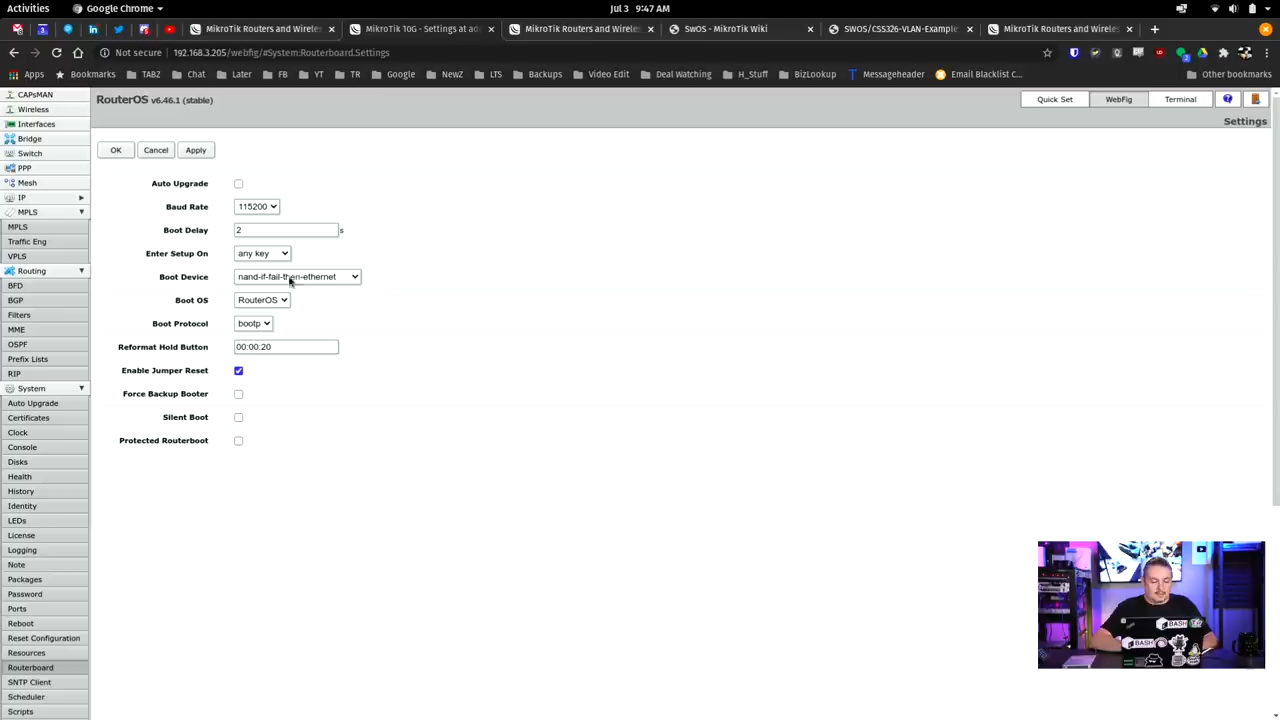 Activities
Google Chrome
Jul 3 9:47 AM
MikroTik Routers and Wireles
MikroTik 10G - Settings at ad
MikroTik Routers and Wireles
SwOS - MikroTik Wiki
SWOS/CSS326-VLAN-Example
MikroTik Routers and Wireles
Not secure
192.168.3.205/webfig/#System:Routerboard.Settings
Apps
Bookmarks
TABZ
Chat
Later
FB
YT
TR
Google
NewZ
LTS
Backups
Video Edit
Deal Watching
H_Stuff
BizLookup
Messageheader
Email Blacklist C...
Other bookmarks
CAPsMAN
Wireless
Interfaces
Bridge
Switch
PPP
Mesh
IP
MPLS
MPLS
Traffic Eng
VPLS
Routing
BFD
BGP
Filters
MME
OSPF
Prefix Lists
RIP
System
Auto Upgrade
Certificates
Clock
Console
Disks
Health
History
Identity
LEDs
License
Logging
Note
Packages
Password
Ports
Reboot
Reset Configuration
Resources
Routerboard
SNTP Client
Scheduler
Scripts
RouterOS v6.46.1 (stable)
Quick Set
WebFig
Terminal
Settings
OK
Cancel
Apply
Auto Upgrade
Baud Rate 115200
Boot Delay 2 s
Enter Setup On any key
Boot Device nand-if-fail-then-ethernet
Boot OS RouterOS
Boot Protocol bootp
Reformat Hold Button 00:00:20
Enable Jumper Reset
Force Backup Booter
Silent Boot
Protected Routerboot
BASH
BASH